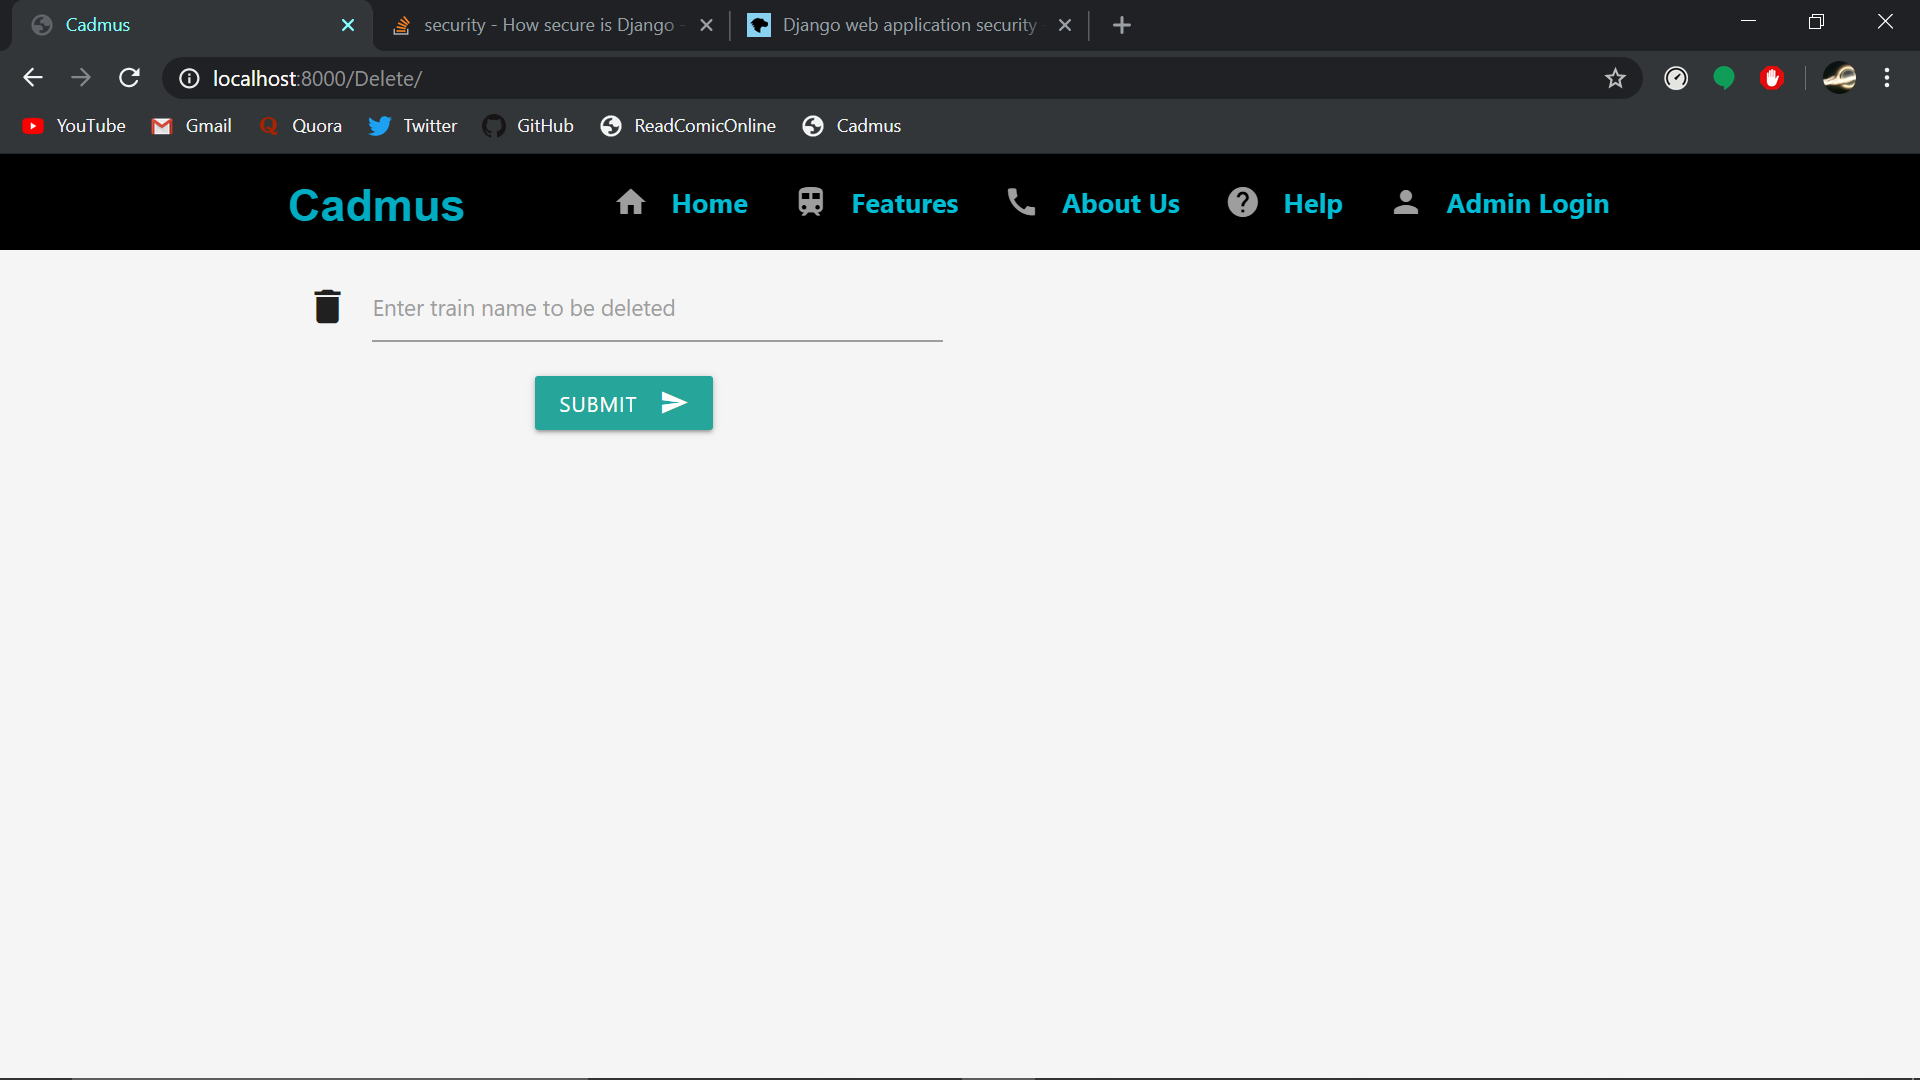 Cadmus
security - How secure is Django -
Django web application security -
localhost:8000/Delete/
YouTube
Gmail
Quora
Twitter
GitHub
ReadComicOnline
Cadmus
Cadmus
Home
Features
About Us
Help
Admin Login
Enter train name to be deleted
SUBMIT